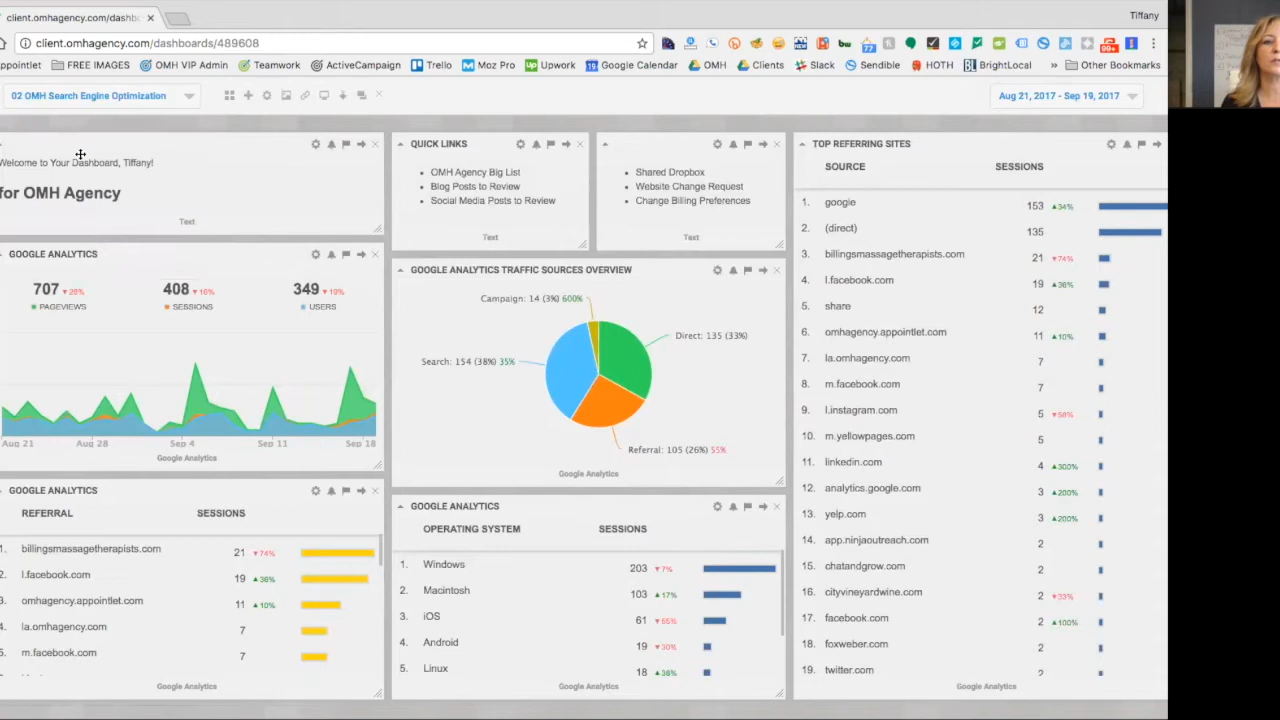 client.omhagency.com/dashb
Tiffany
client.omhagency.com/dashboards/489608
77
99+
ppointlet
FREE IMAGES
OMH VIP Admin
Teamwork
ActiveCampaign
Trello
Moz Pro
Upwork
Google Calendar
OMH
Clients
Slack
Sendible
HOTH
BrightLocal
»
Other Bookmarks
02 OMH Search Engine Optimization
Aug 21, 2017 - Sep 19, 2017
Welcome to Your Dashboard, Tiffany!
for OMH Agency
Text
QUICK LINKS
OMH Agency Big List
Blog Posts to Review
Social Media Posts to Review
Text
Shared Dropbox
Website Change Request
Change Billing Preferences
Text
GOOGLE ANALYTICS
707 ▼28% 408 ▼16% 349 ▼19%
PAGEVIEWS SESSIONS USERS
Aug 21 Aug 28 Sep 4 Sep 11 Sep 18
Google Analytics
GOOGLE ANALYTICS TRAFFIC SOURCES OVERVIEW
Campaign: 14 (3%) 600%
Direct: 135 (33%)
Search: 154 (38%) 35%
Referral: 105 (26%) 55%
Google Analytics
GOOGLE ANALYTICS
REFERRAL SESSIONS
1. billingsmassagetherapists.com 21 ▼74%
2. l.facebook.com 19 ▲36%
3. omhagency.appointlet.com 11 ▲10%
4. la.omhagency.com 7
5. m.facebook.com 7
Google Analytics
GOOGLE ANALYTICS
OPERATING SYSTEM SESSIONS
1. Windows 203 ▼7%
2. Macintosh 103 ▲17%
3. iOS 61 ▼65%
4. Android 19 ▼30%
5. Linux 18 ▲38%
Google Analytics
TOP REFERRING SITES
SOURCE SESSIONS
1. google 153 ▲34%
2. (direct) 135
3. billingsmassagetherapists.com 21 ▼74%
4. l.facebook.com 19 ▲36%
5. share 12
6. omhagency.appointlet.com 11 ▲10%
7. la.omhagency.com 7
8. m.facebook.com 7
9. l.instagram.com 5 ▼58%
10. m.yellowpages.com 5
11. linkedin.com 4 ▲300%
12. analytics.google.com 3 ▲200%
13. yelp.com 3 ▲200%
14. app.ninjaoutreach.com 2
15. chatandgrow.com 2
16. cityvineyardwine.com 2 ▼33%
17. facebook.com 2 ▲100%
18. foxweber.com 2
19. twitter.com 2
Google Analytics